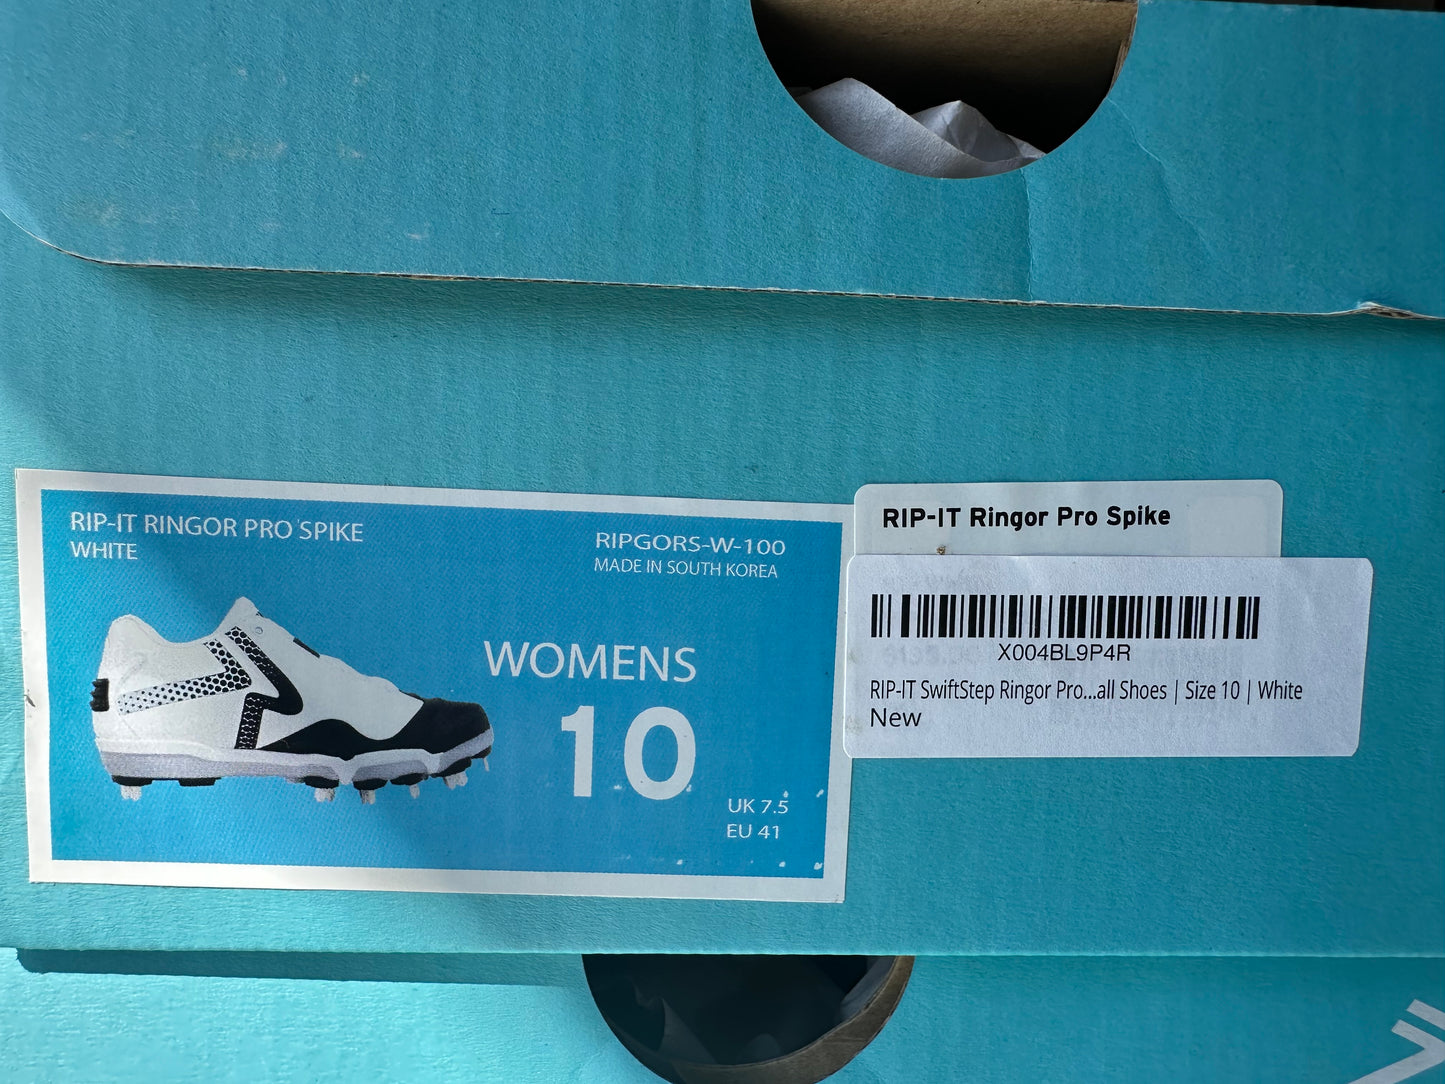 RIP-IT RINGOR PRO SPIKE
WHITE
RIPGORS-W-100
MADE IN SOUTH KOREA
WOMENS
10
UK 7.5
EU 41
RIP-IT Ringor Pro Spike
X004BL9P4R
RIP-IT SwiftStep Ringor Pro...all Shoes | Size 10 | White
New